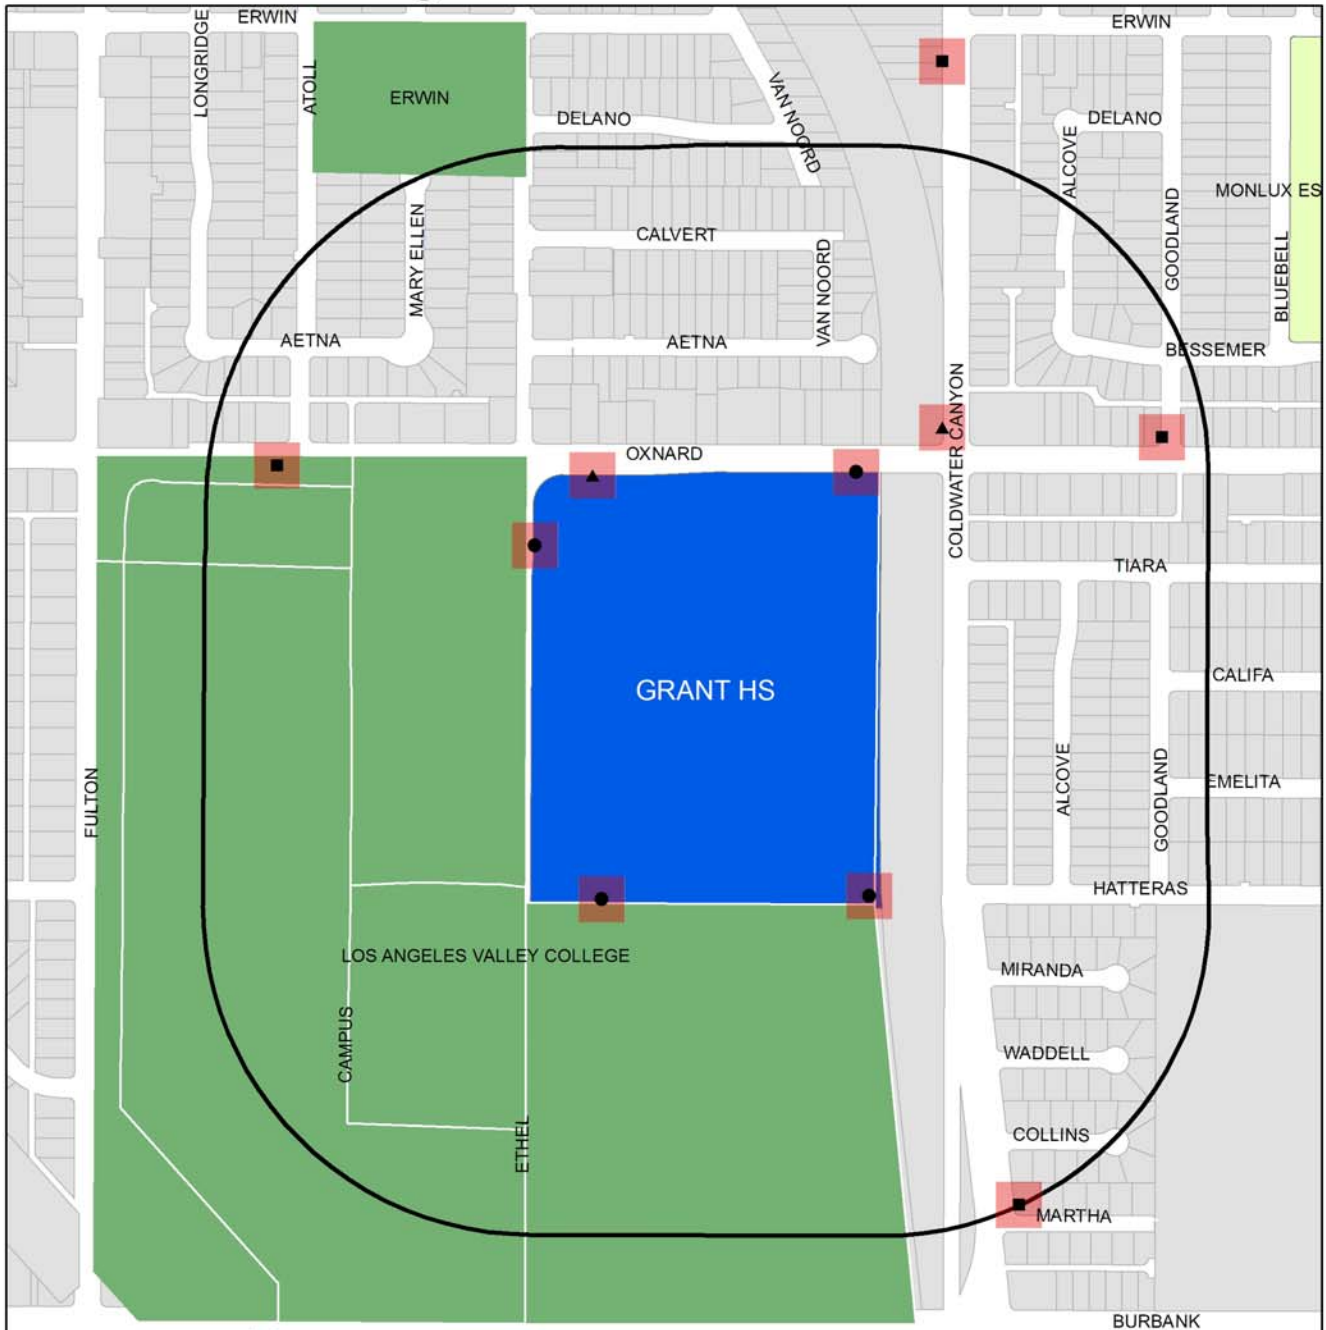 ERWIN
ERWIN
LONGRIDGE
ATOLL
ERWIN
VAN NOORD
DELANO
DELANO
ALCOVE
MONLUX ES
GOODLAND
MARY ELLEN
CALVERT
VAN NOORD
BLUEBELL
AETNA
AETNA
BESSEMER
COLDWATER CANYON
OXNARD
TIARA
GRANT HS
CALIFA
FULTON
ALCOVE
GOODLAND
EMELITA
HATTERAS
LOS ANGELES VALLEY COLLEGE
MIRANDA
CAMPUS
WADDELL
ETHEL
COLLINS
MARTHA
BURBANK